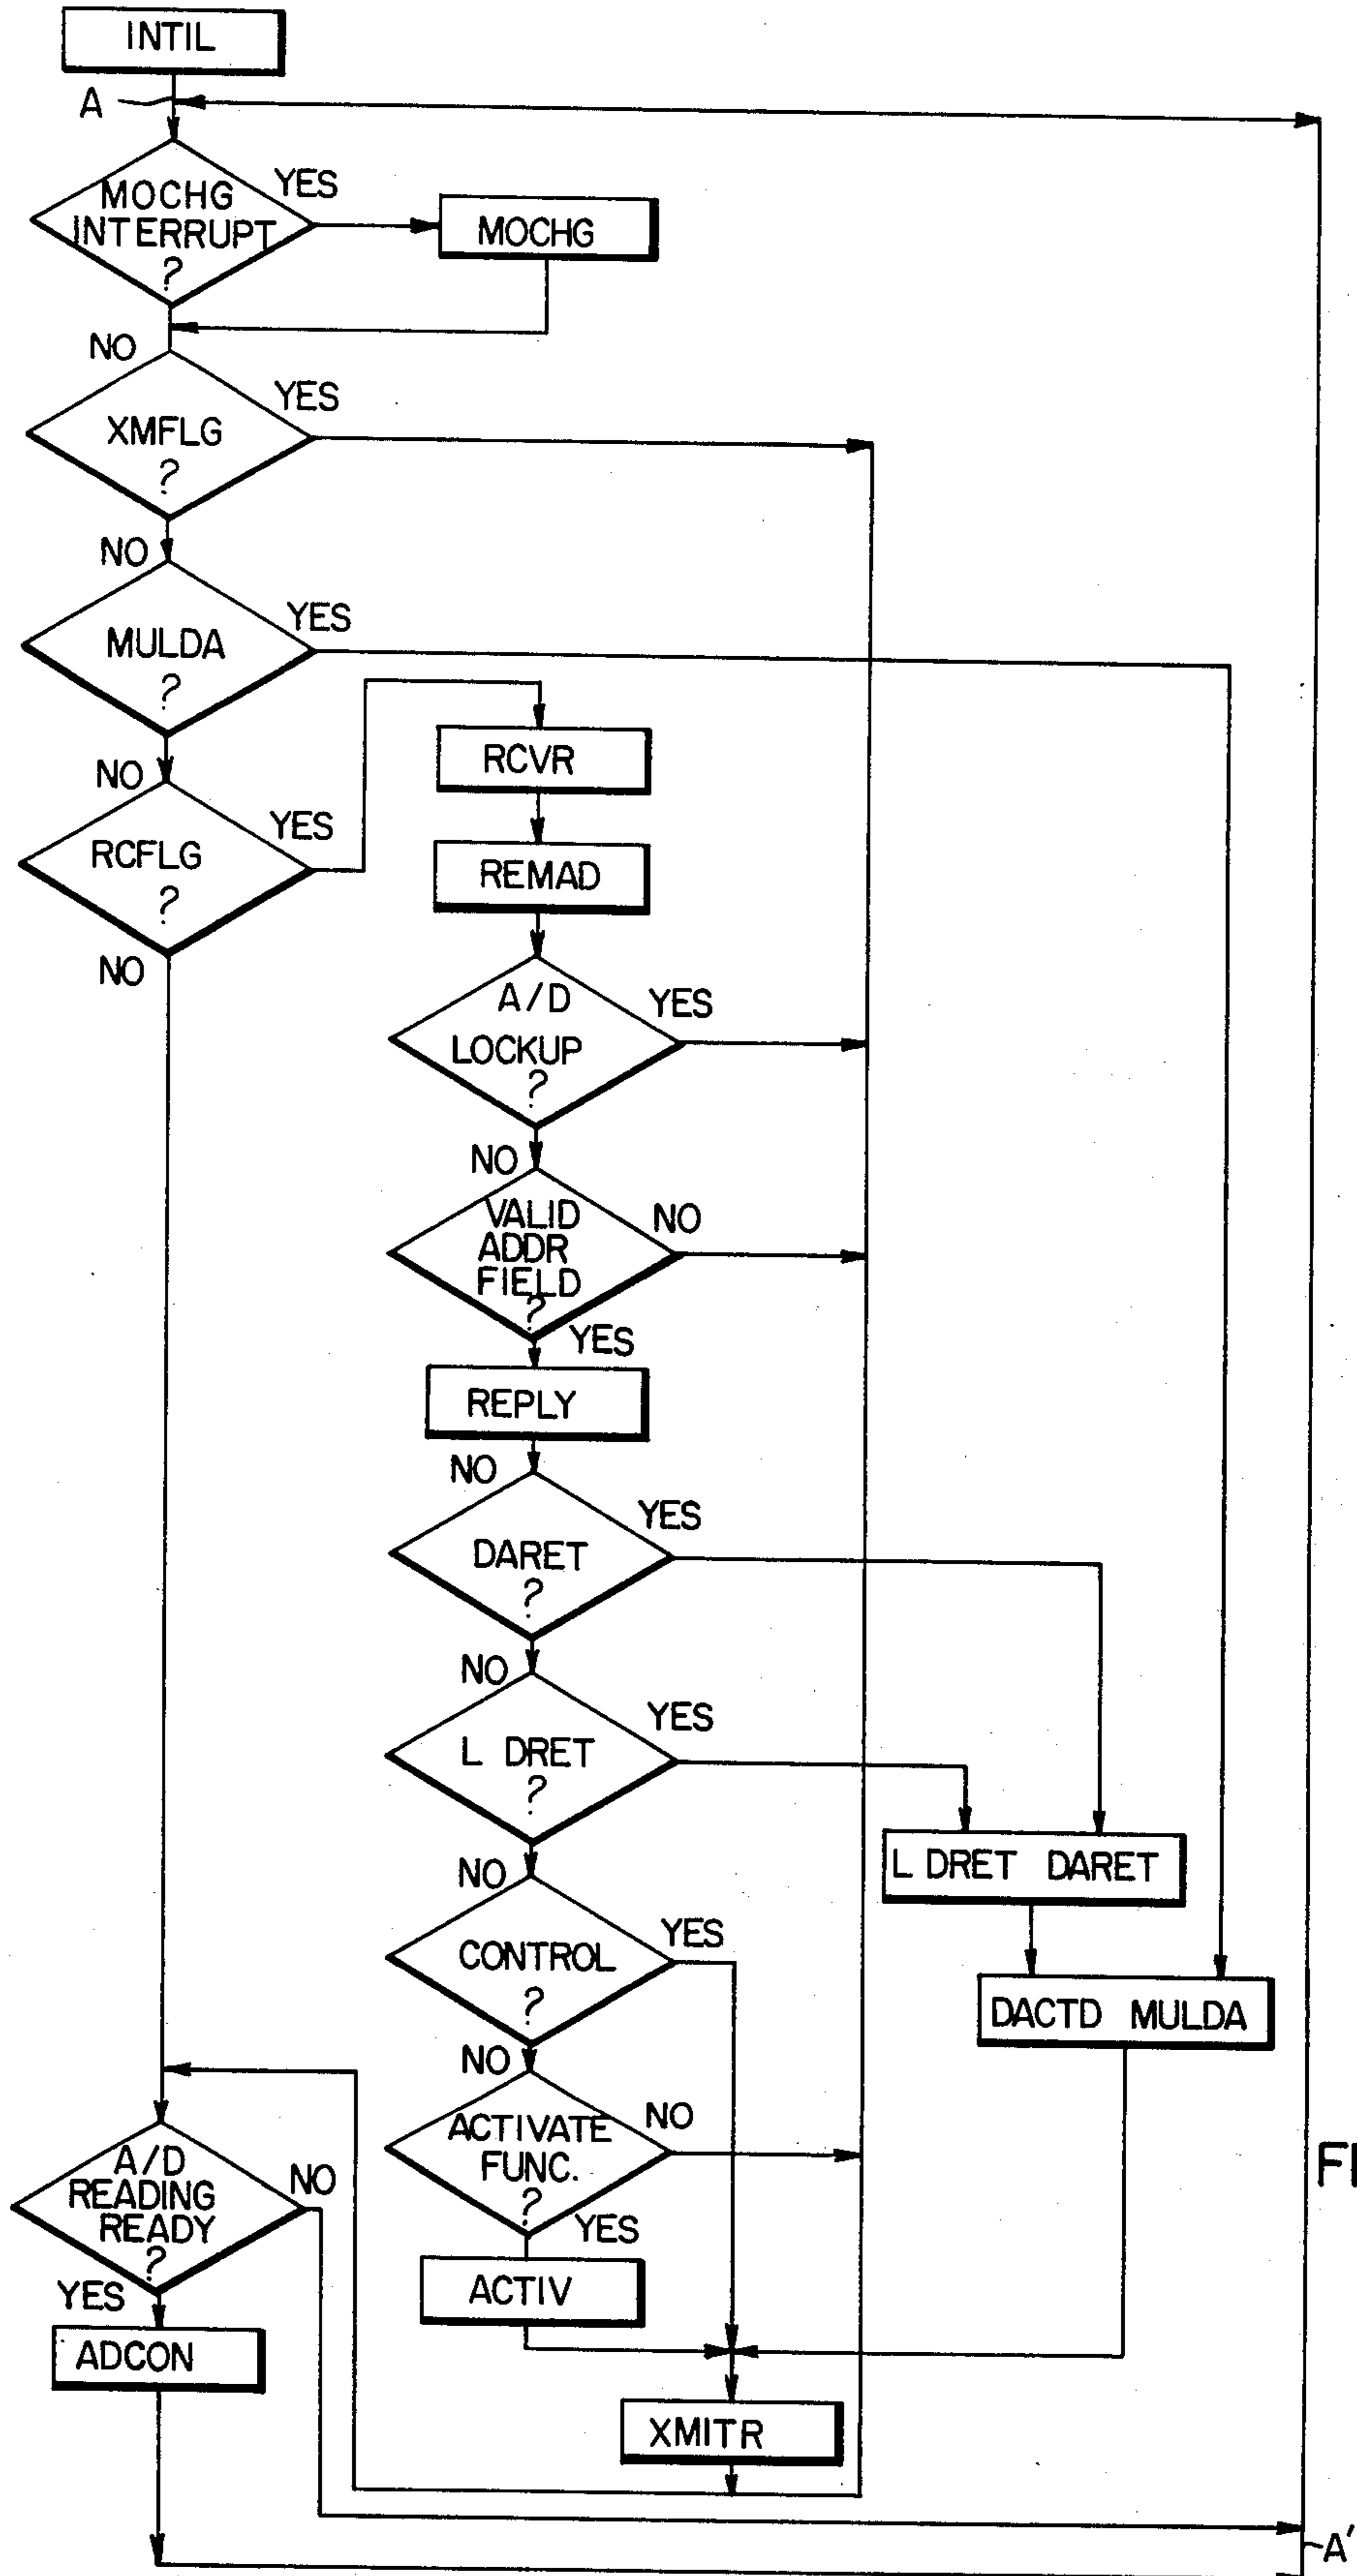 INTIL
A
MOCHG
INTERRUPT
?
YES
MOCHG
NO
XMFLG
?
YES
NO
MULDA
?
YES
NO
RCFLG
?
YES
NO
RCVR
REMAD
A/D
LOCKUP
?
YES
NO
VALID
ADDR
FIELD
?
NO
YES
REPLY
NO
DARET
?
YES
NO
L DRET
?
YES
L DRET DARET
NO
CONTROL
?
YES
DACTD MULDA
NO
ACTIVATE
FUNC.
?
NO
YES
ACTIV
A/D
READING
READY
?
NO
YES
ADCON
XMITR
A'